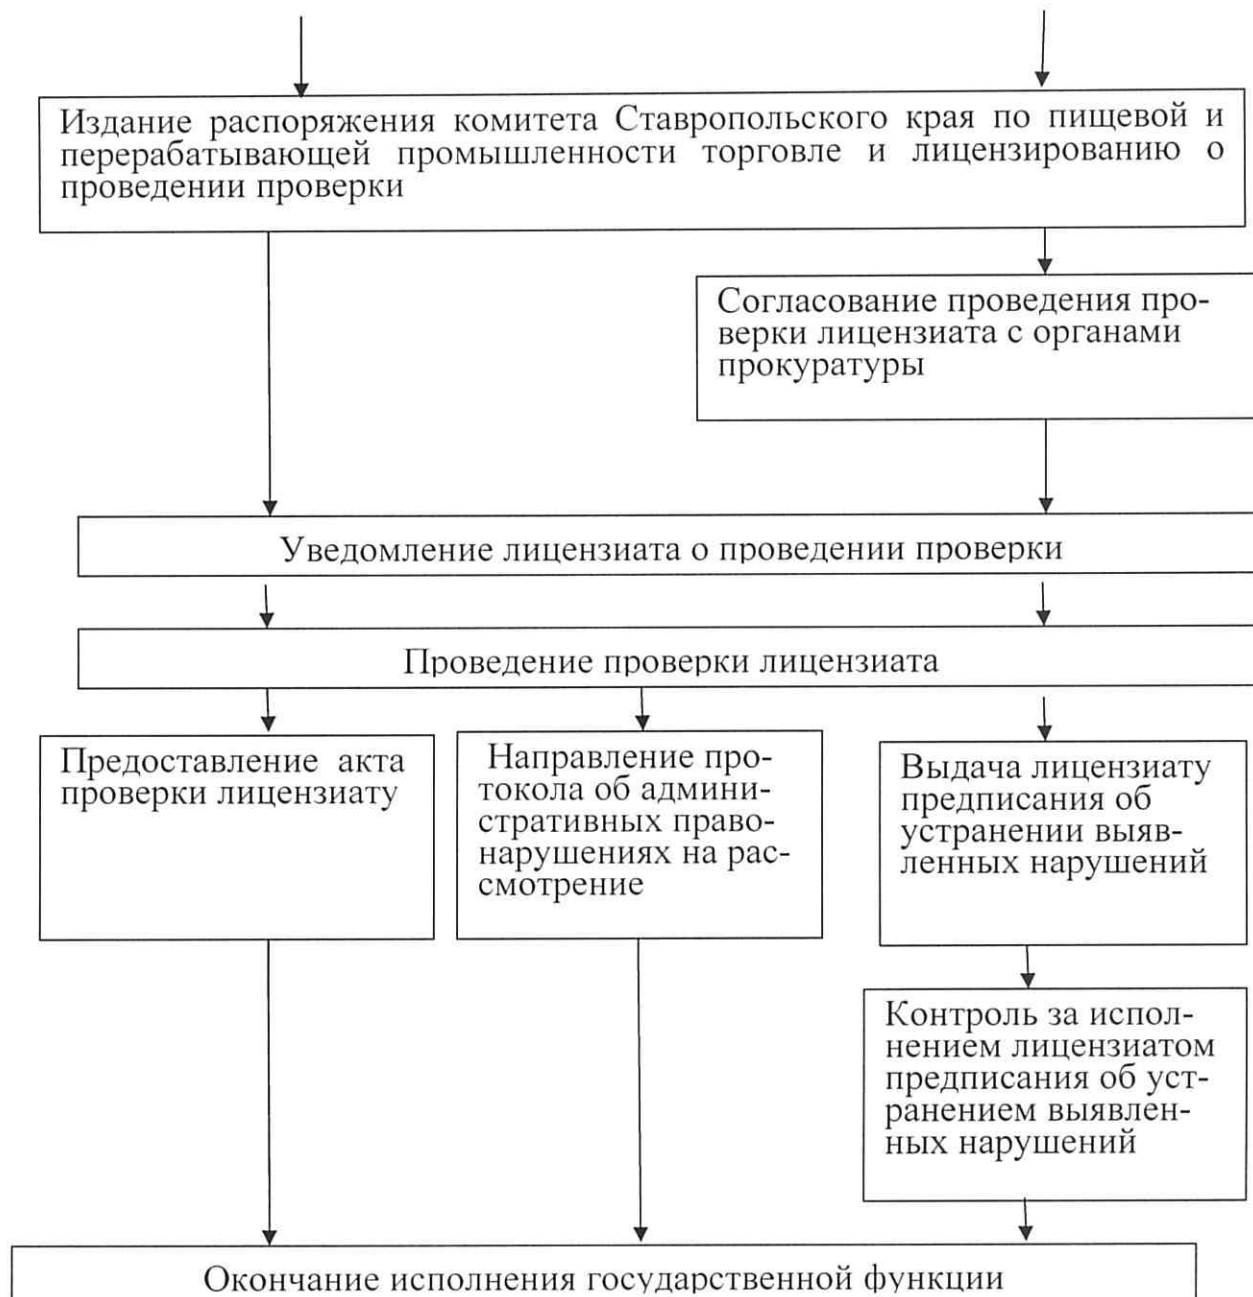 Издание распоряжения комитета Ставропольского края по пищевой и
перерабатывающей промышленности торговле и лицензированию о
проведении проверки
Согласование проведения про-
верки лицензиата с органами
прокуратуры
Уведомление лицензиата о проведении проверки
Проведение проверки лицензиата
Предоставление акта
проверки лицензиату
Направление про-
токола об админи-
стративных право-
нарушениях на рас-
смотрение
Выдача лицензиату
предписания об
устранении выяв-
ленных нарушений
Контроль за испол-
нением лицензиатом
предписания об уст-
ранением выявлен-
ных нарушений
Окончание исполнения государственной функции